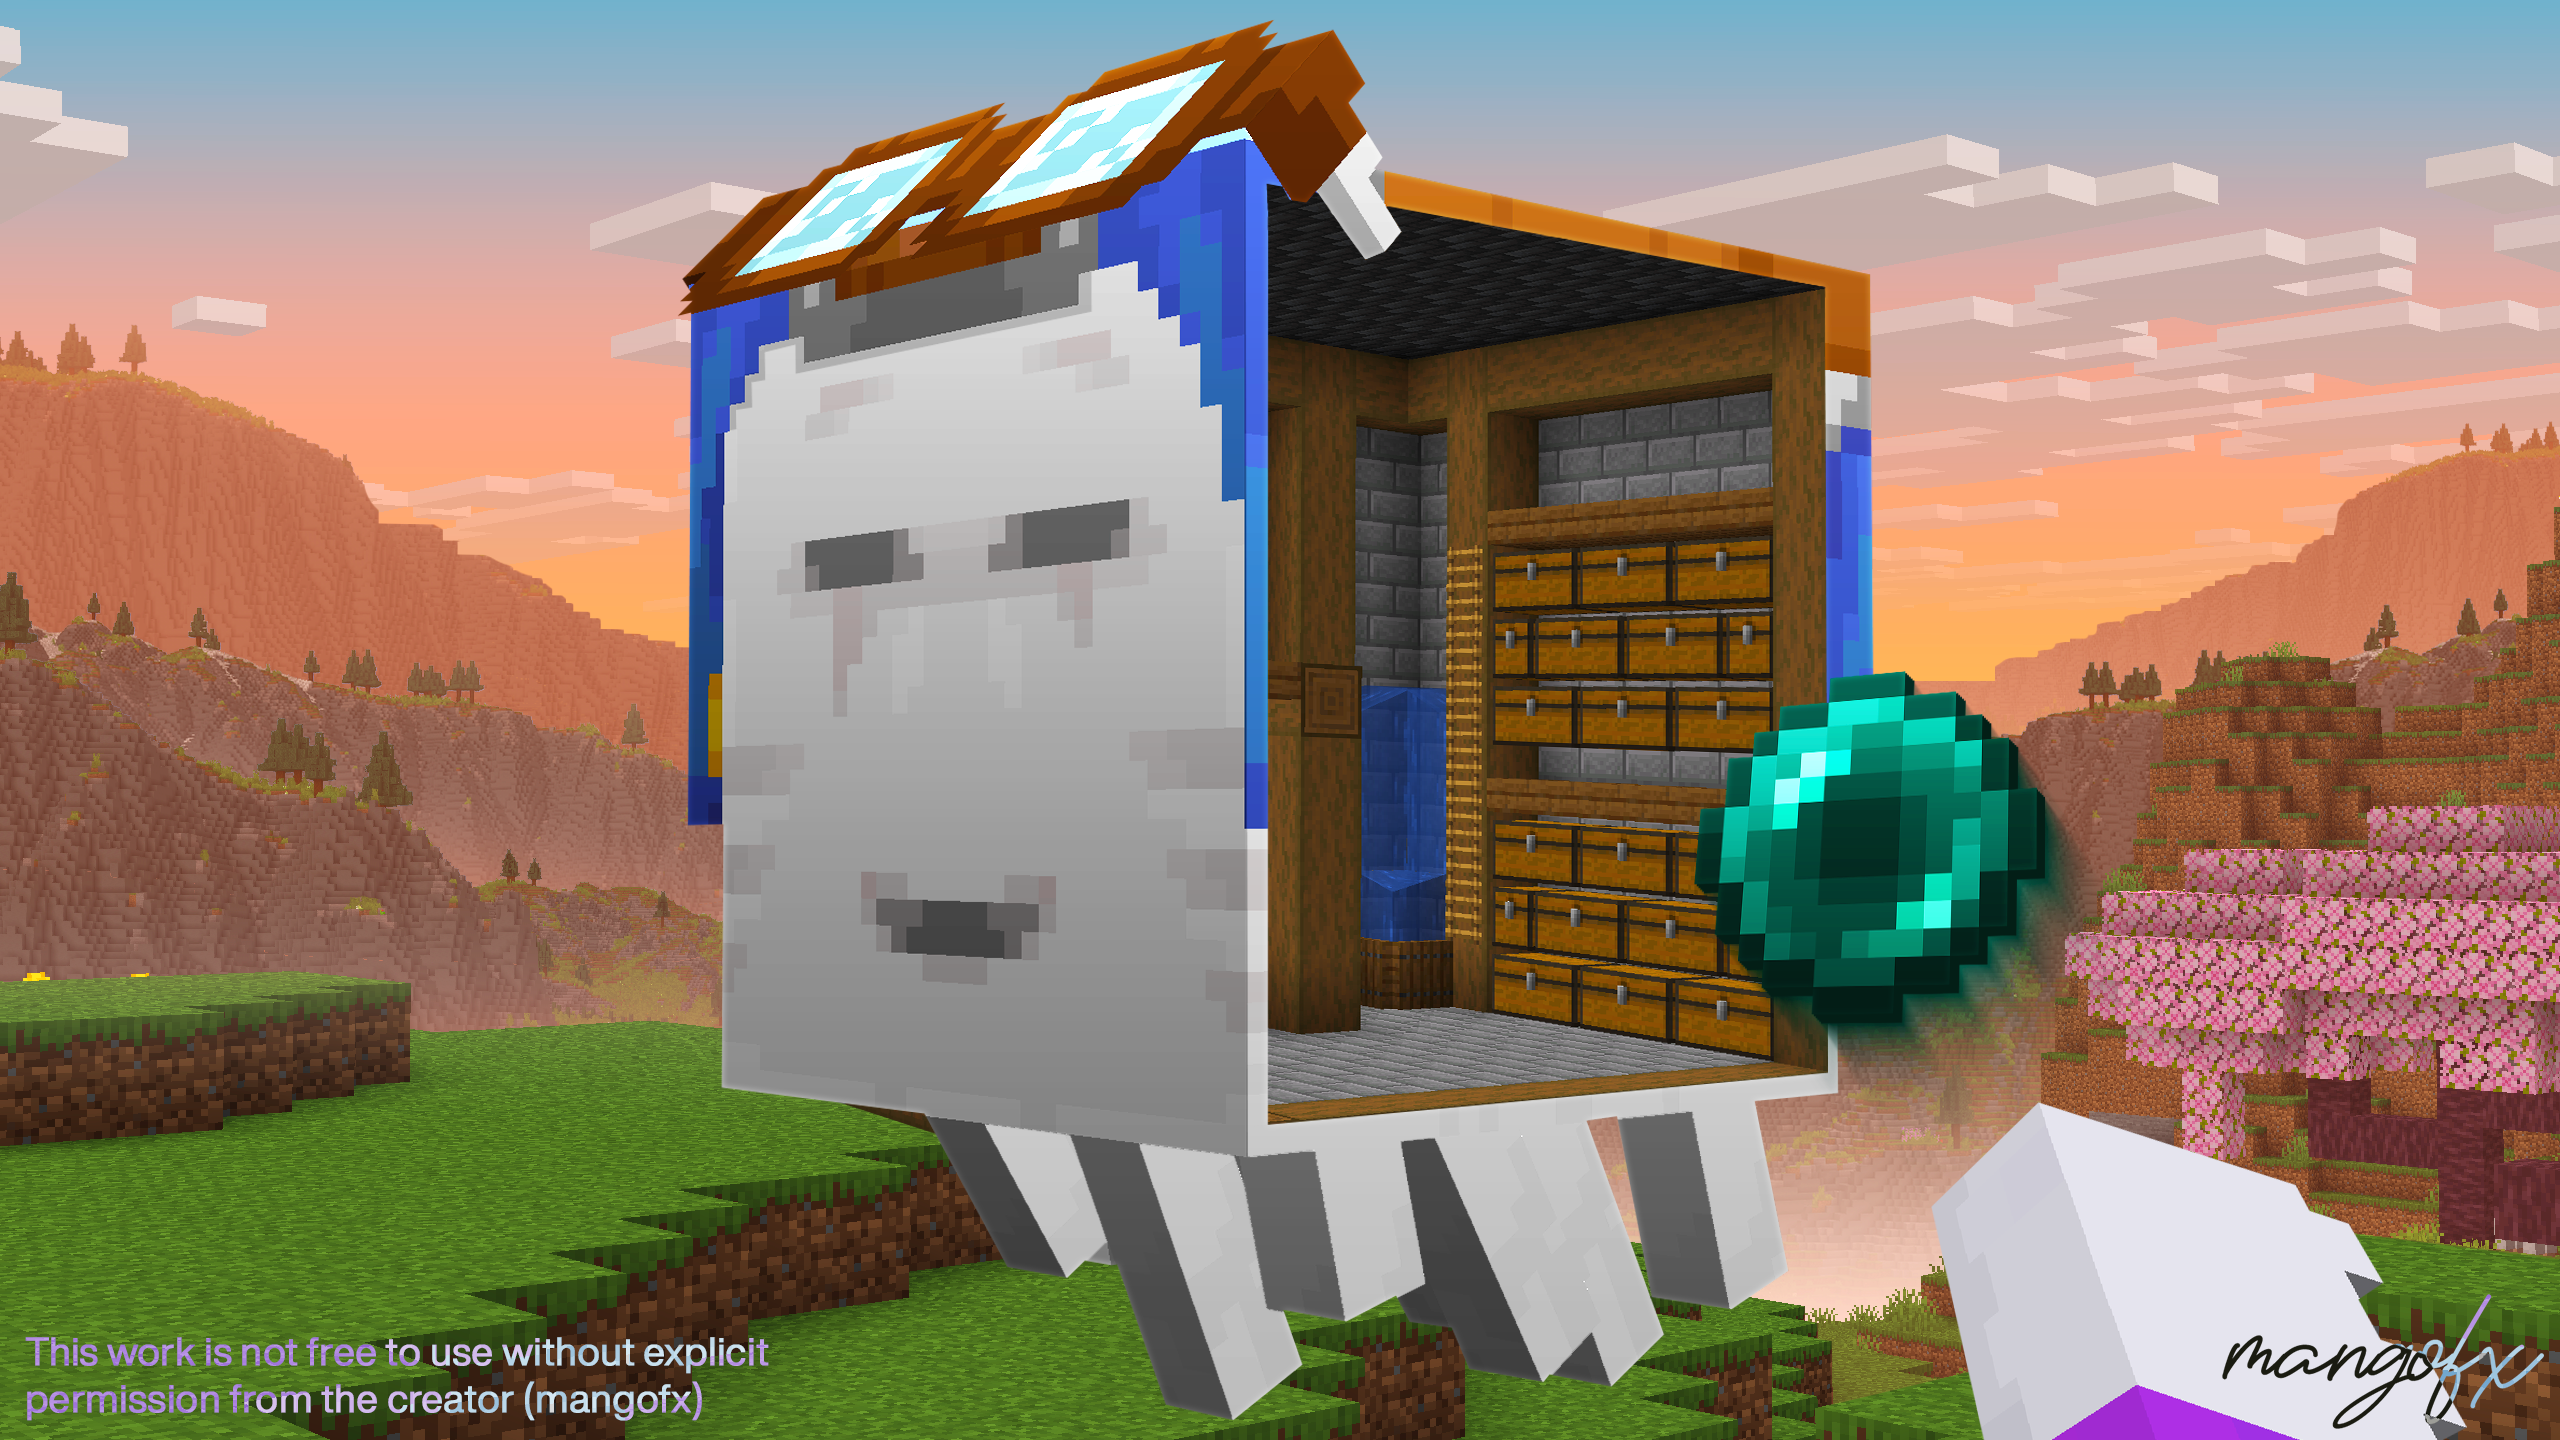 This work is not free to use without explicit
permission from the creator (mangofx)
mangofx